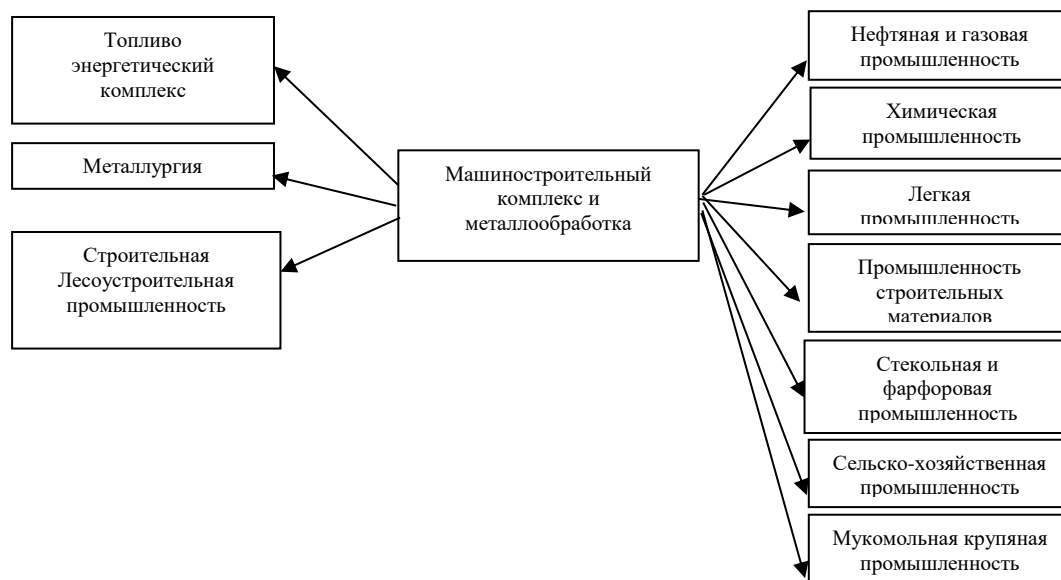 Топливо
энергетический
комплекс
Металлургия
Строительная
Лесоустроительная
промышленность
Машиностроительный
комплекс и
металлообработка
Нефтяная и газовая
промышленность
Химическая
промышленность
Легкая
промышленность
Промышленность
строительных
материалов
Стекольная и
фарфоровая
промышленность
Сельско-хозяйственная
промышленность
Мукомольная крупяная
промышленность